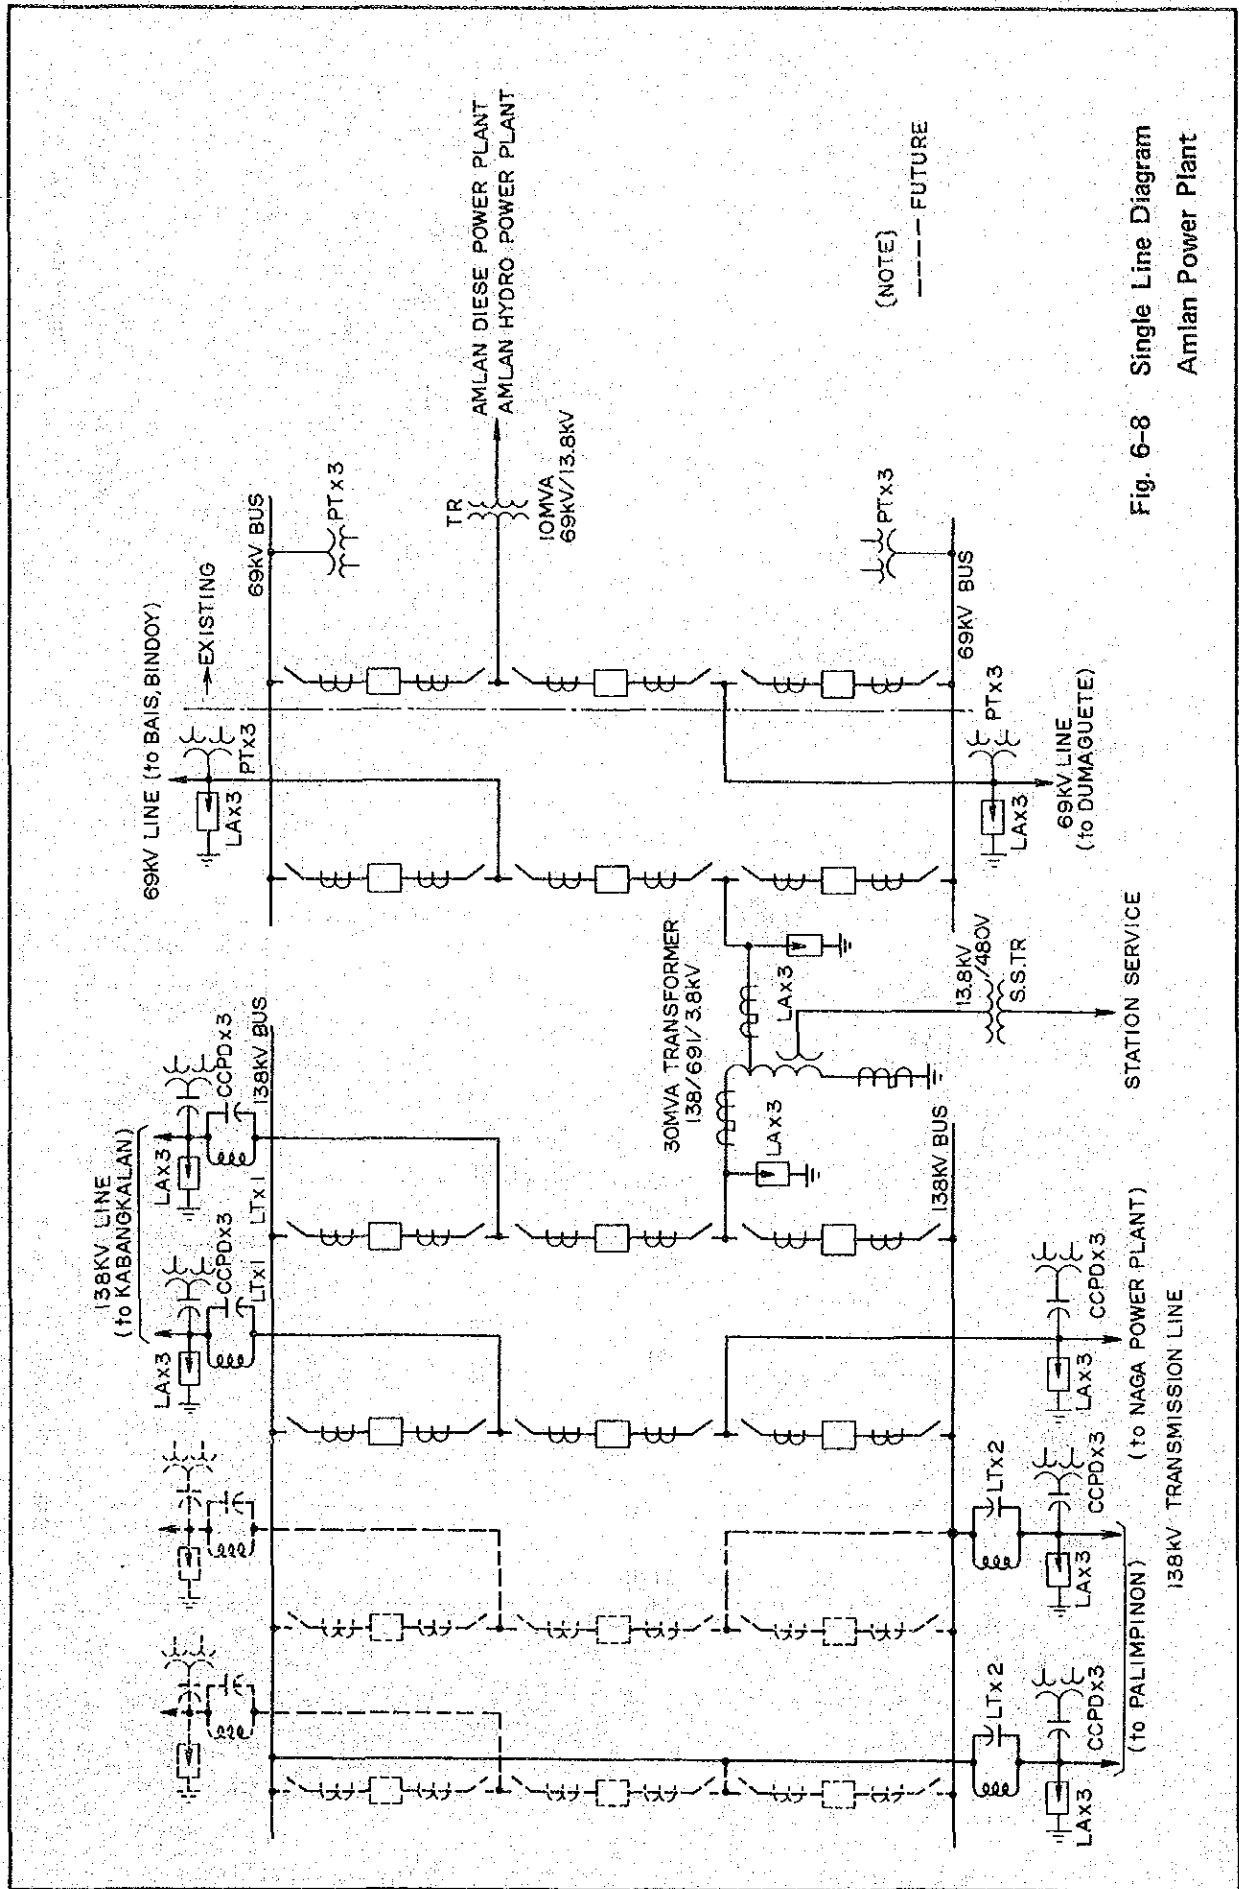 138KV LINE
(to KABANGKALAN)
LAx3
CCPDx3
LTx1
LAx3
CCPDx3
LTx1
138KV BUS
69KV LINE (to BAIS, BINDOY)
LAx3
PTx3
EXISTING
69KV BUS
PTx3
TR
10MVA
69KV/13.8KV
AMLAN DIESE POWER PLANT
AMLAN HYDRO POWER PLANT
30MVA TRANSFORMER
138/691/3.8KV
LAx3
LAx3
138KV BUS
13.8KV
/480V
S.S.TR
STATION SERVICE
69KV BUS
PTx3
LAx3
PTx3
69KV LINE
(to DUMAGUETE)
LTx2
LAx3
CCPDx3
LTx2
LAx3
CCPDx3
(to PALIMPINON)
LAx3
CCPDx3
(to NAGA POWER PLANT)
138KV TRANSMISSION LINE
(NOTE)
FUTURE
Fig. 6-8 Single Line Diagram
Amlan Power Plant